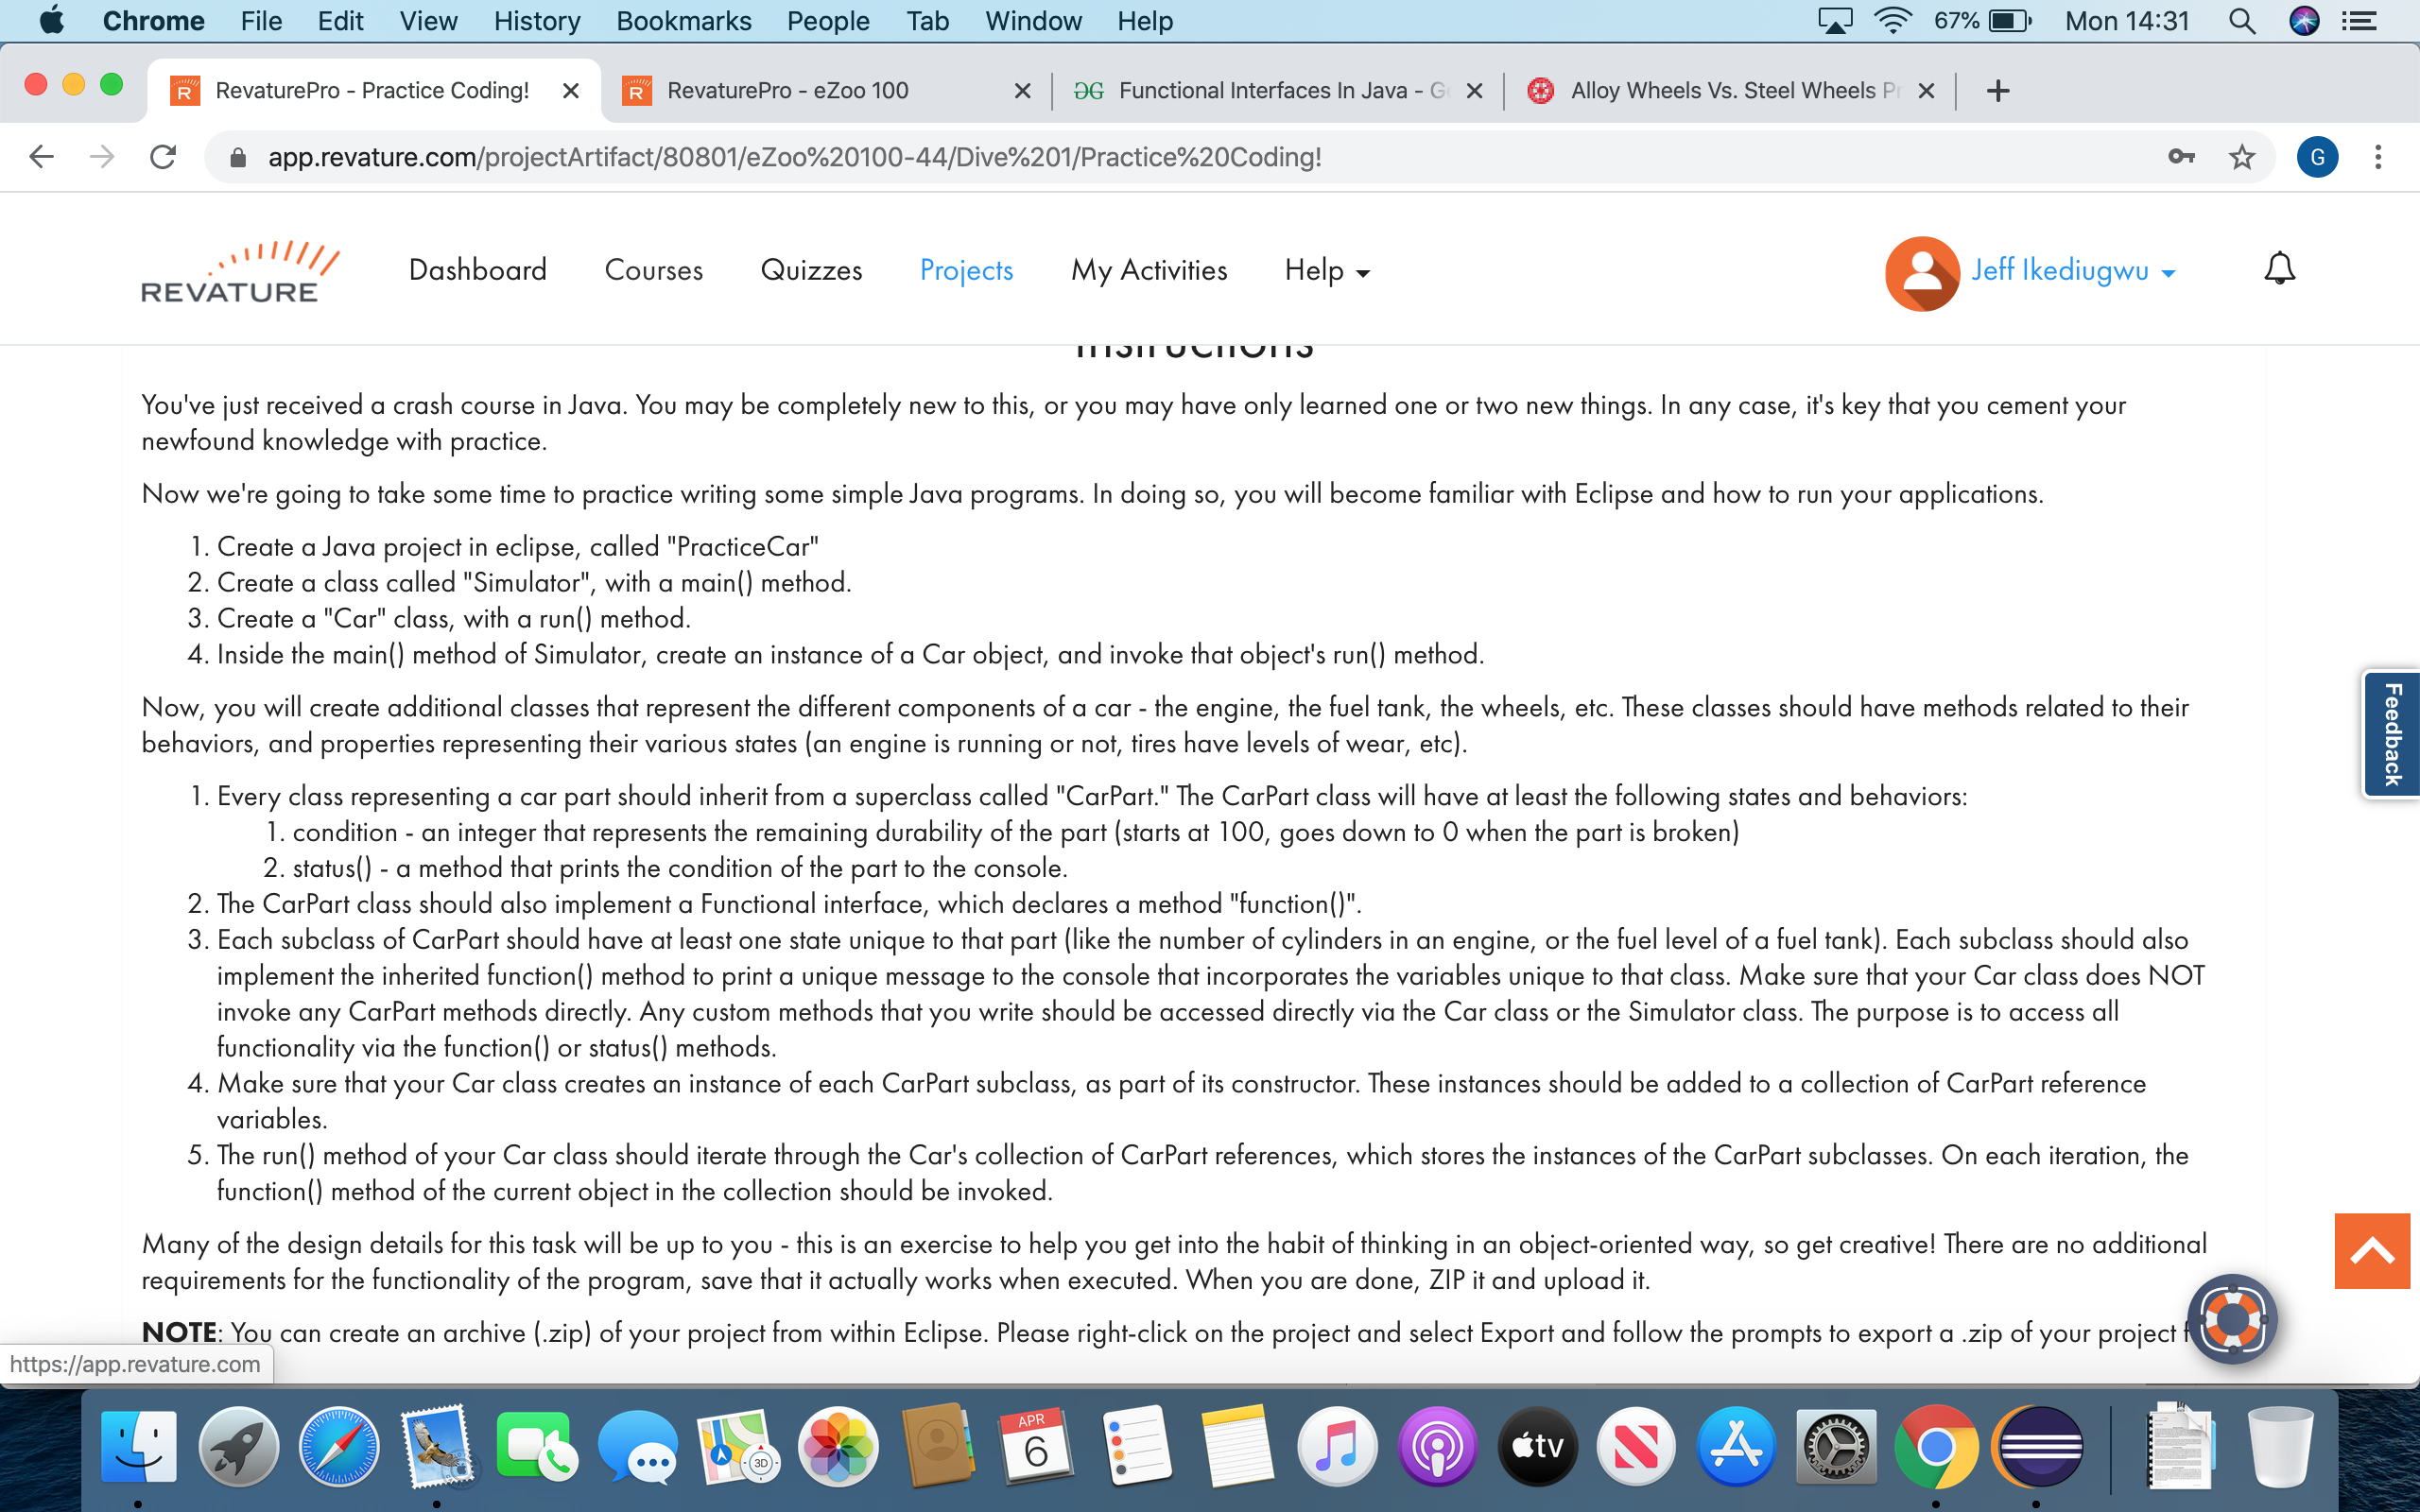 Chrome File Edit View History Bookmarks People Tab Window Help 67% Mon 14:31
RevaturePro - Practice Coding! RevaturePro - eZoo 100 Functional Interfaces In Java - G Alloy Wheels Vs. Steel Wheels Pr
app.revature.com/projectArtifact/80801/eZoo%20100-44/Dive%201/Practice%20Coding! G
REVATURE Dashboard Courses Quizzes Projects My Activities Help Jeff Ikediugwu
Instructions
You've just received a crash course in Java. You may be completely new to this, or you may have only learned one or two new things. In any case, it's key that you cement your
newfound knowledge with practice.
Now we're going to take some time to practice writing some simple Java programs. In doing so, you will become familiar with Eclipse and how to run your applications.
1. Create a Java project in eclipse, called "PracticeCar"
2. Create a class called "Simulator", with a main() method.
3. Create a "Car" class, with a run() method.
4. Inside the main() method of Simulator, create an instance of a Car object, and invoke that object's run() method.
Now, you will create additional classes that represent the different components of a car - the engine, the fuel tank, the wheels, etc. These classes should have methods related to their
behaviors, and properties representing their various states (an engine is running or not, tires have levels of wear, etc).
1. Every class representing a car part should inherit from a superclass called "CarPart." The CarPart class will have at least the following states and behaviors:
1. condition - an integer that represents the remaining durability of the part (starts at 100, goes down to 0 when the part is broken)
2. status() - a method that prints the condition of the part to the console.
2. The CarPart class should also implement a Functional interface, which declares a method "function()".
3. Each subclass of CarPart should have at least one state unique to that part (like the number of cylinders in an engine, or the fuel level of a fuel tank). Each subclass should also
implement the inherited function() method to print a unique message to the console that incorporates the variables unique to that class. Make sure that your Car class does NOT
invoke any CarPart methods directly. Any custom methods that you write should be accessed directly via the Car class or the Simulator class. The purpose is to access all
functionality via the function() or status() methods.
4. Make sure that your Car class creates an instance of each CarPart subclass, as part of its constructor. These instances should be added to a collection of CarPart reference
variables.
5. The run() method of your Car class should iterate through the Car's collection of CarPart references, which stores the instances of the CarPart subclasses. On each iteration, the
function() method of the current object in the collection should be invoked.
Many of the design details for this task will be up to you - this is an exercise to help you get into the habit of thinking in an object-oriented way, so get creative! There are no additional
requirements for the functionality of the program, save that it actually works when executed. When you are done, ZIP it and upload it.
NOTE: You can create an archive (.zip) of your project from within Eclipse. Please right-click on the project and select Export and follow the prompts to export a .zip of your project
https://app.revature.com
Feedback
APR
6
3D
tv